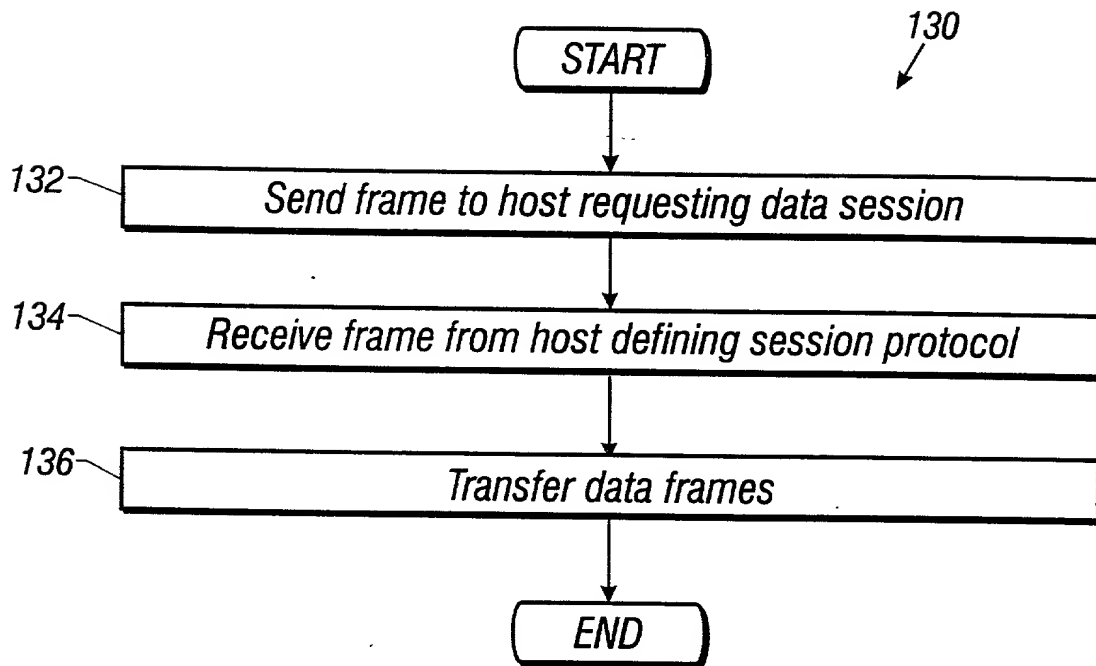 130
START
132
Send frame to host requesting data session
134
Receive frame from host defining session protocol
136
Transfer data frames
END